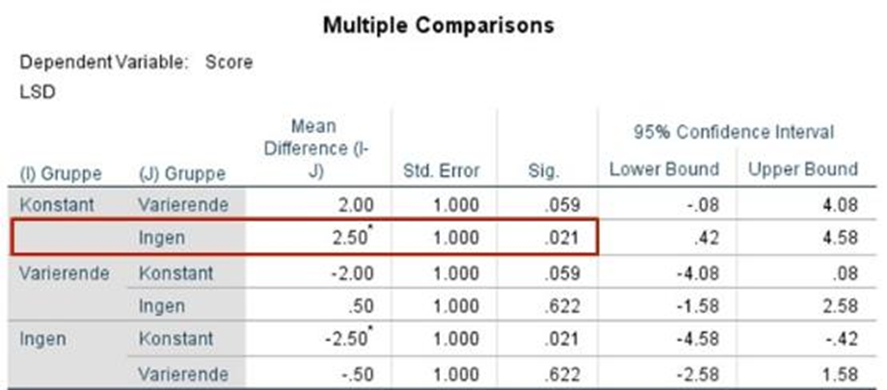 Multiple Comparisons
Dependent Variable: Score
LSD
(I) Gruppe (J) Gruppe Mean Difference (I-J) Std. Error Sig. 95% Confidence Interval Lower Bound Upper Bound
Konstant Varierende 2.00 1.000 .059 -.08 4.08
Ingen 2.50* 1.000 .021 .42 4.58
Varierende Konstant -2.00 1.000 .059 -4.08 .08
Ingen .50 1.000 .622 -1.58 2.58
Ingen Konstant -2.50* 1.000 .021 -4.58 -.42
Varierende -.50 1.000 .622 -2.58 1.58